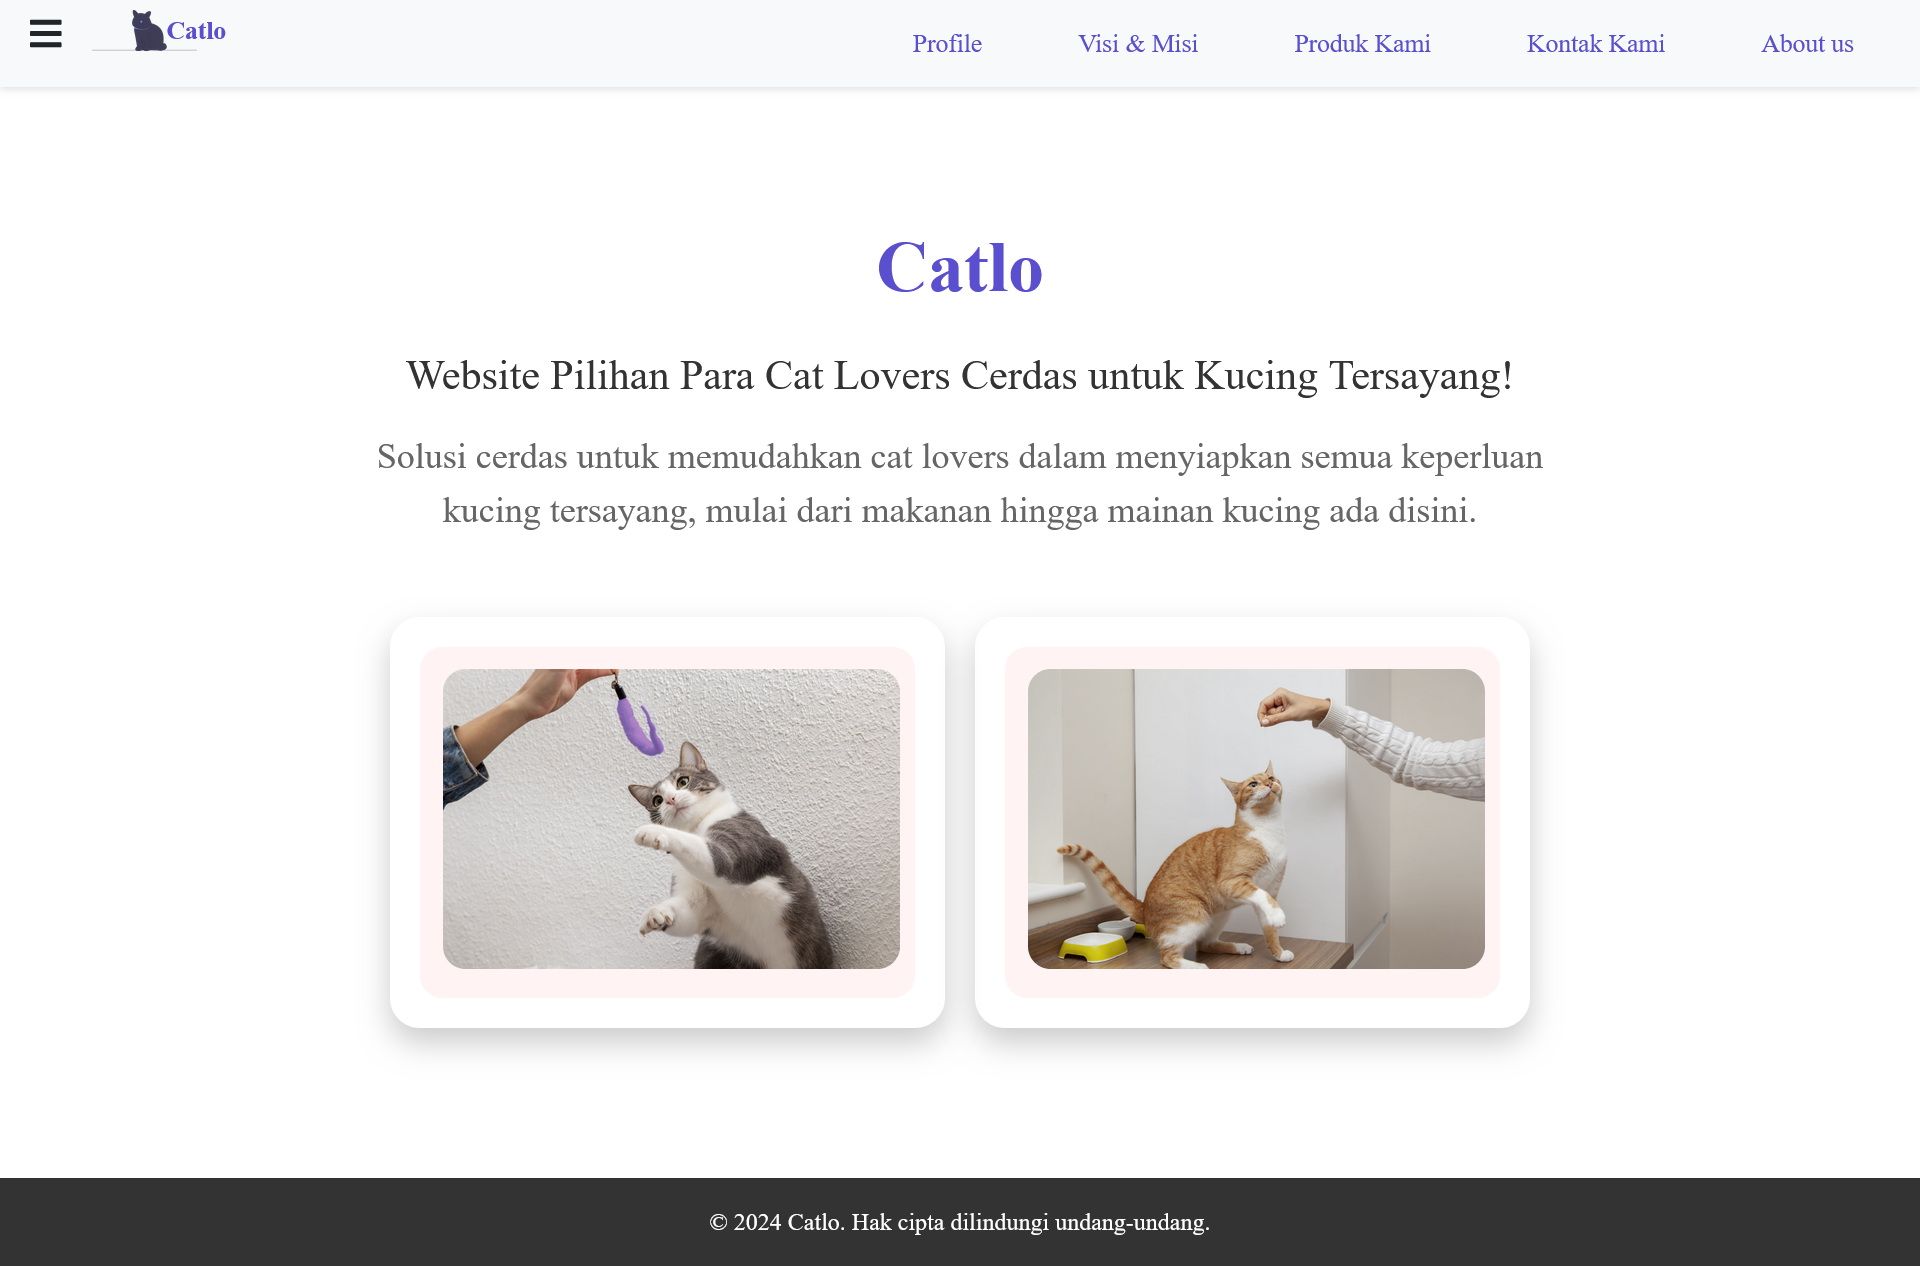 Catlo
Profile
Visi & Misi
Produk Kami
Kontak Kami
About us
Catlo
Website Pilihan Para Cat Lovers Cerdas untuk Kucing Tersayang!
Solusi cerdas untuk memudahkan cat lovers dalam menyiapkan semua keperluan
kucing tersayang, mulai dari makanan hingga mainan kucing ada disini.
© 2024 Catlo. Hak cipta dilindungi undang-undang.